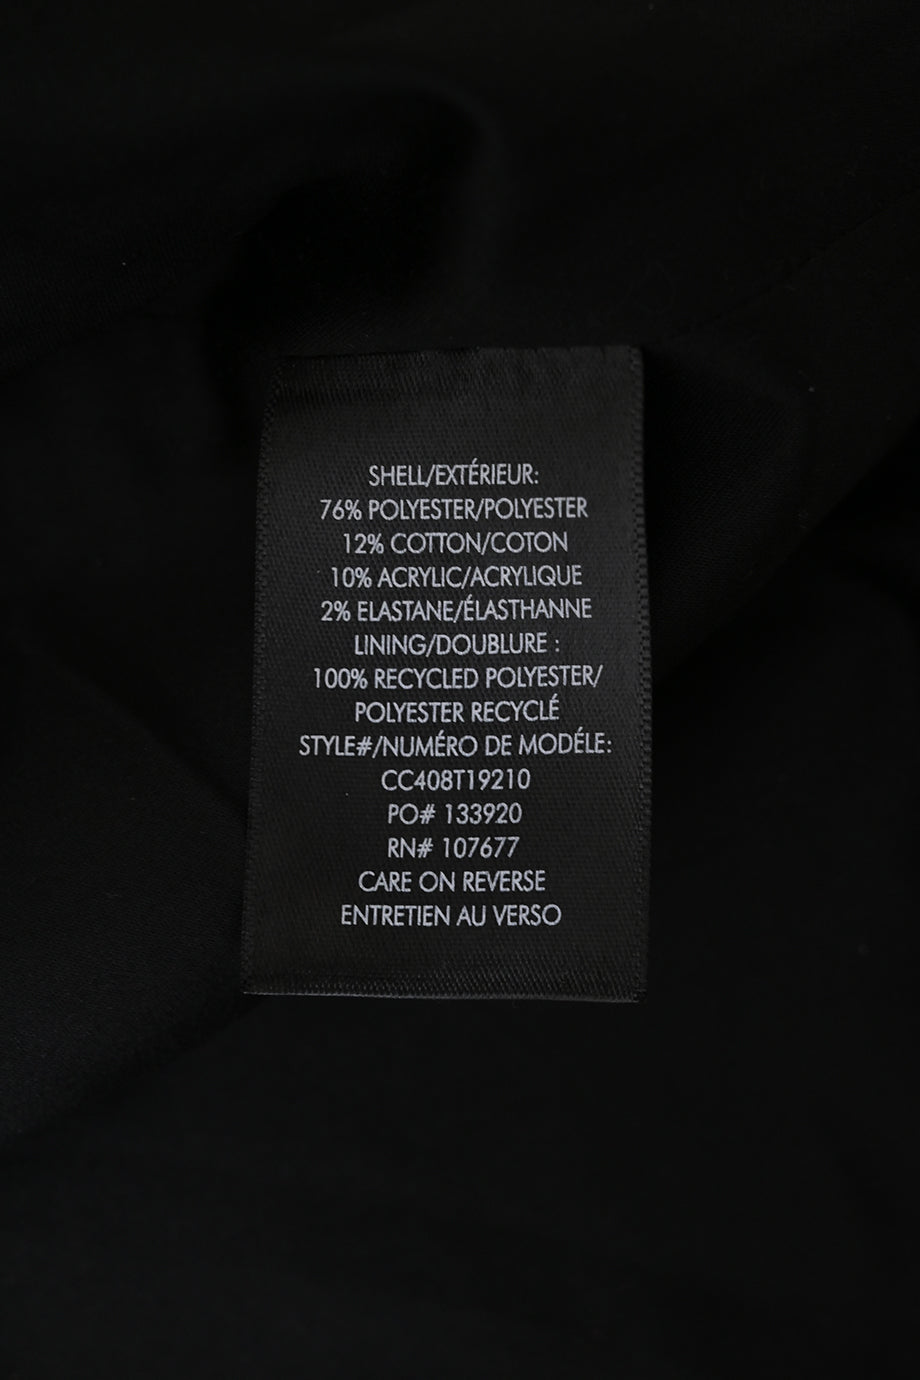 SHELL/EXTÉRIEUR:
76% POLYESTER/POLYESTER
12% COTTON/COTON
10% ACRYLIC/ACRYLIQUE
2% ELASTANE/ÉLASTHANNE
LINING/DOUBLURE :
100% RECYCLED POLYESTER/
POLYESTER RECYCLÉ
STYLE#/NUMÉRO DE MODÉLE:
CC408T19210
PO# 133920
RN# 107677
CARE ON REVERSE
ENTRETIEN AU VERSO